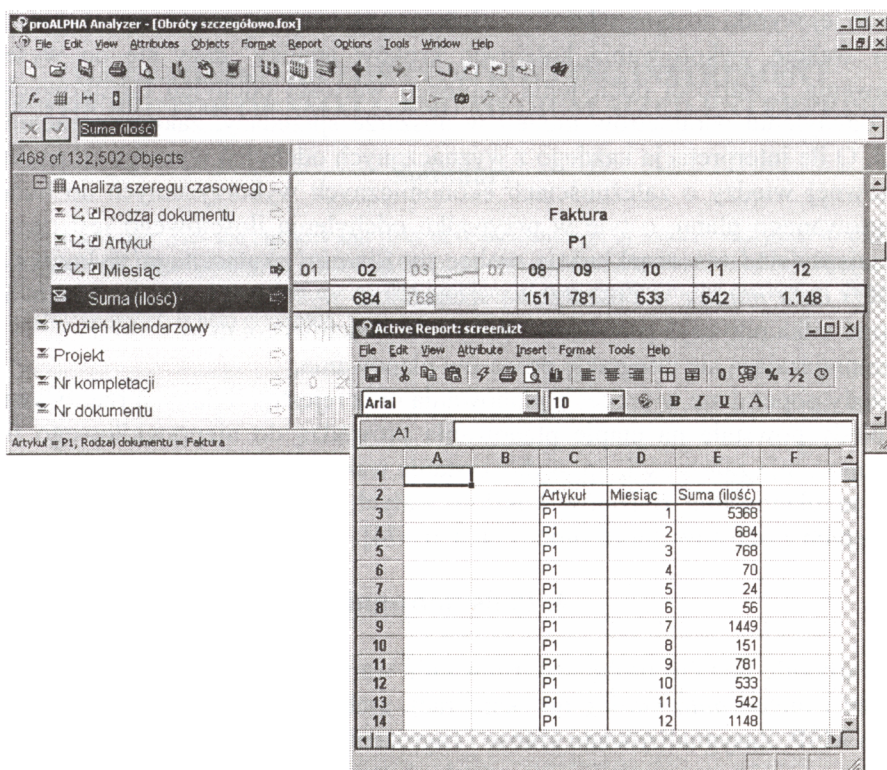 proALPHA Analyzer - [Obróty szczegółowo.fox]
File Edit View Attributes Objects Format Report Options Tools Window Help
Suma (ilość)
468 of 132,502 Objects
Analiza szeregu czasowego
Rodzaj dokumentu Faktura
Artykuł P1
Miesiąc 01 02 03 07 08 09 10 11 12
Suma (ilość) 684 768 151 781 533 542 1.148
Tydzień kalendarzowy
Projekt
Nr kompletacji 0
Nr dokumentu
Artykuł = P1, Rodzaj dokumentu = Faktura
Active Report: screen.izt
File Edit View Attribute Insert Format Tools Help
Arial 10 B I U A
A1
A B C D E F
1
2 Artykuł Miesiąc Suma (ilość)
3 P1 1 5368
4 P1 2 684
5 P1 3 768
6 P1 4 70
7 P1 5 24
8 P1 6 56
9 P1 7 1449
10 P1 8 151
11 P1 9 781
12 P1 10 533
13 P1 11 542
14 P1 12 1148